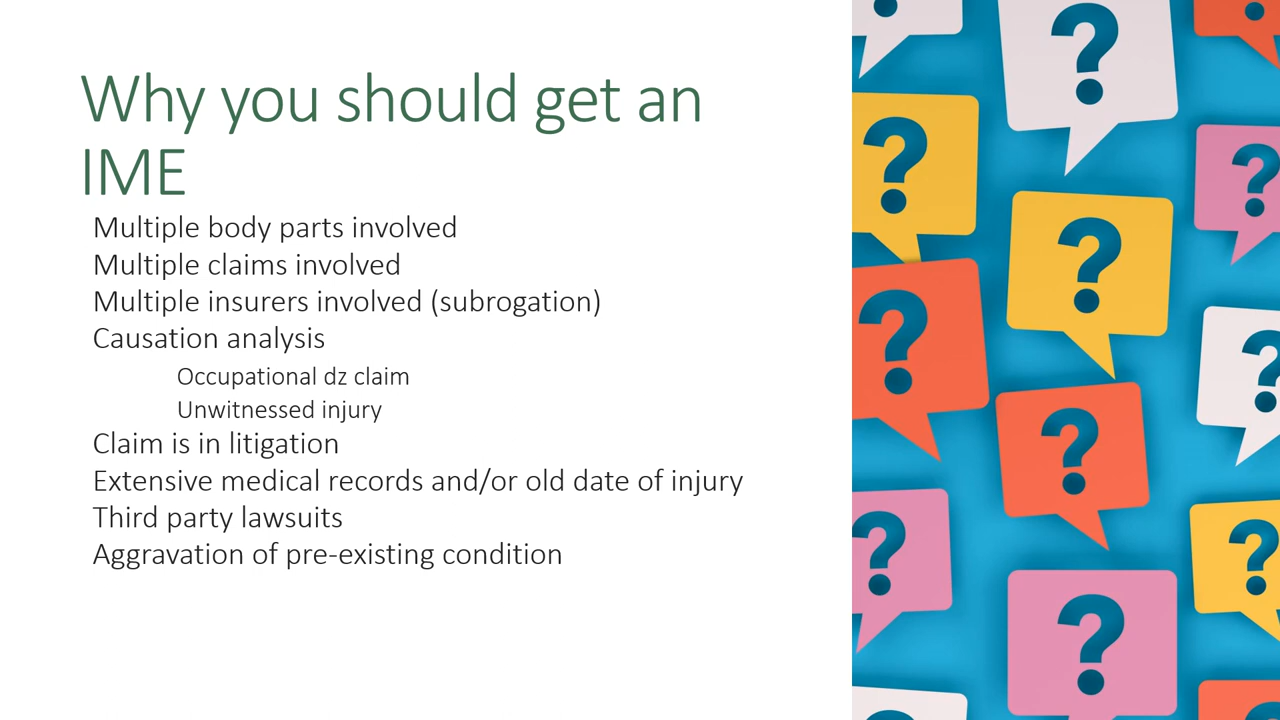 Why you should get an
IME
Multiple body parts involved
Multiple claims involved
Multiple insurers involved (subrogation)
Causation analysis
Occupational dz claim
Unwitnessed injury
Claim is in litigation
Extensive medical records and/or old date of injury
Third party lawsuits
Aggravation of pre-existing condition